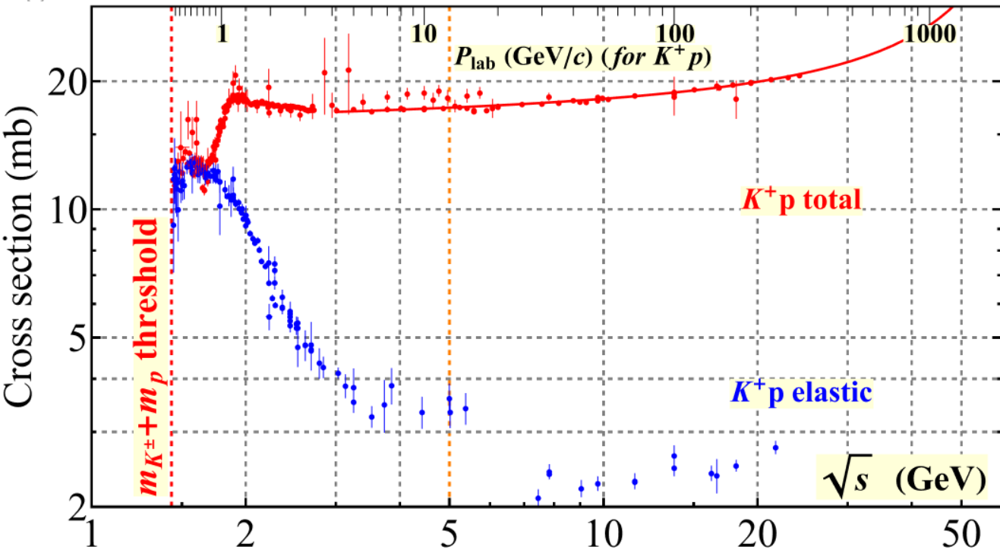 1 10 100 1000
P_lab (GeV/c) (for K⁺p)
20
10
5
2
Cross section (mb)
m_K± + m_p threshold
K⁺p total
K⁺p elastic
√s (GeV)
1 2 5 10 20 50